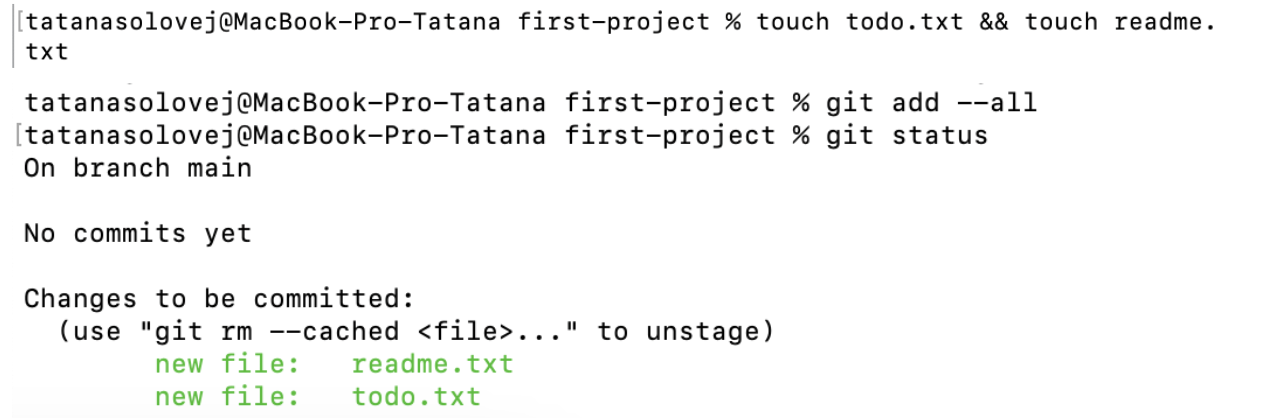 [tatanasolovej@MacBook-Pro-Tatana first-project % touch todo.txt && touch readme.
txt
tatanasolovej@MacBook-Pro-Tatana first-project % git add --all
[tatanasolovej@MacBook-Pro-Tatana first-project % git status
On branch main
No commits yet
Changes to be committed:
  (use "git rm --cached <file>..." to unstage)
        new file:   readme.txt
        new file:   todo.txt